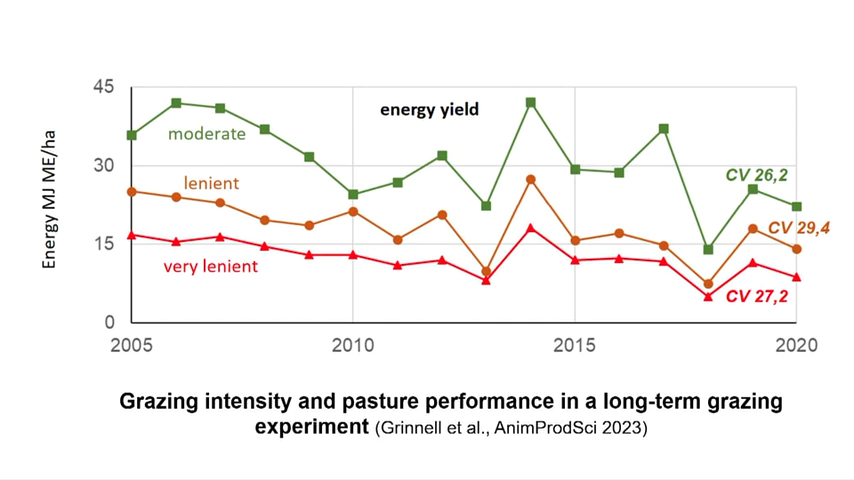 45
energy yield
moderate
30
CV 26,2
lenient
Energy MJ ME/ha
CV 29,4
15
very lenient
CV 27,2
0
2005 2010 2015 2020
Grazing intensity and pasture performance in a long-term grazing
experiment (Grinnell et al., AnimProdSci 2023)